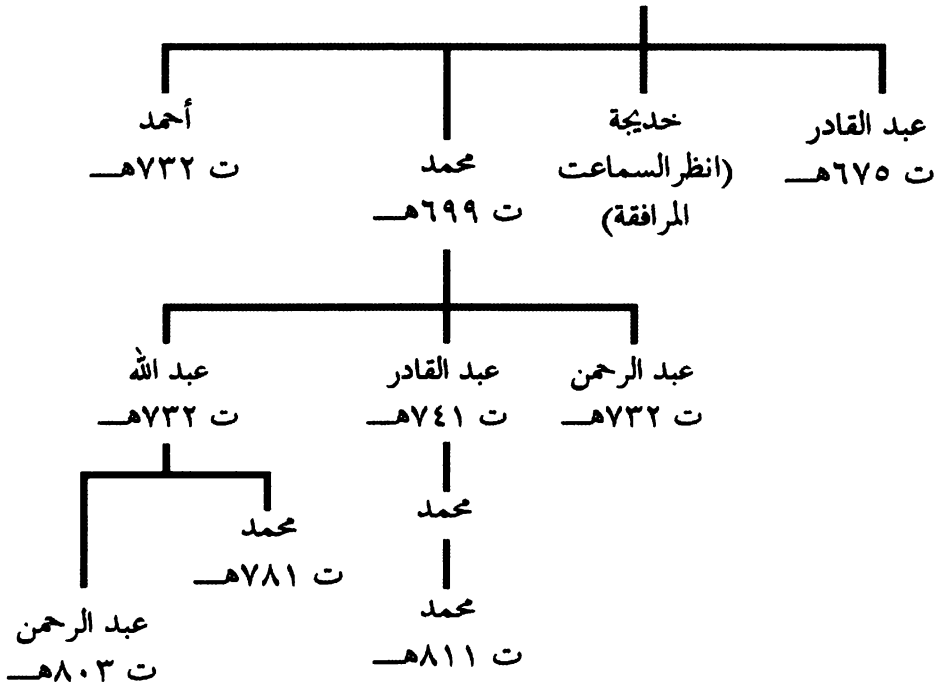 عبد القادر
ت ٦٧٥هـ
خديجة
(انظر السماعت
المرافقة)
محمد
ت ٦٩٩هـ
أحمد
ت ٧٣٢هـ
عبد الرحمن
ت ٧٣٢هـ
عبد القادر
ت ٧٤١هـ
عبد الله
ت ٧٣٢هـ
محمد
محمد
ت ٨١١هـ
محمد
ت ٧٨١هـ
عبد الرحمن
ت ٨٠٣هـ